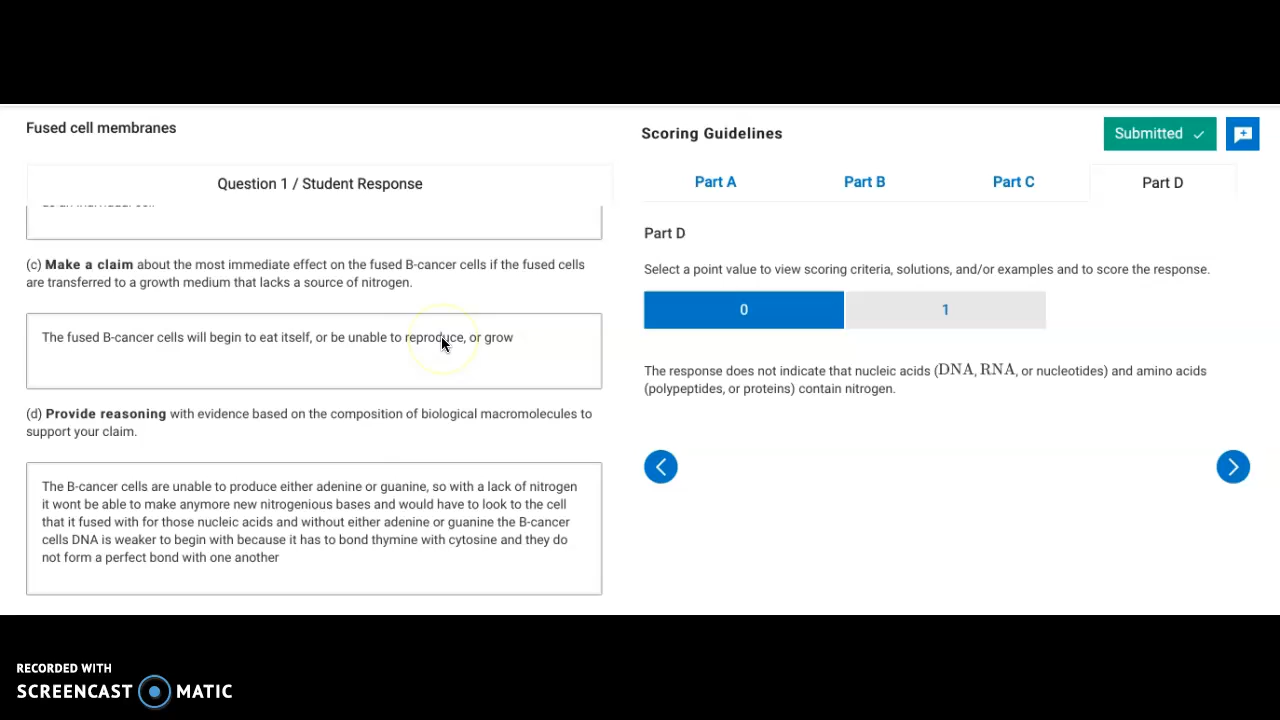 Fused cell membranes
Scoring Guidelines
Submitted
Question 1 / Student Response
Part A
Part B
Part C
Part D
(c) Make a claim about the most immediate effect on the fused B-cancer cells if the fused cells
are transferred to a growth medium that lacks a source of nitrogen.
The fused B-cancer cells will begin to eat itself, or be unable to reproduce, or grow
(d) Provide reasoning with evidence based on the composition of biological macromolecules to
support your claim.
The B-cancer cells are unable to produce either adenine or guanine, so with a lack of nitrogen
it wont be able to make anymore new nitrogenious bases and would have to look to the cell
that it fused with for those nucleic acids and without either adenine or guanine the B-cancer
cells DNA is weaker to begin with because it has to bond thymine with cytosine and they do
not form a perfect bond with one another
Part D
Select a point value to view scoring criteria, solutions, and/or examples and to score the response.
0
1
The response does not indicate that nucleic acids (DNA, RNA, or nucleotides) and amino acids
(polypeptides, or proteins) contain nitrogen.
RECORDED WITH
SCREENCAST MATIC